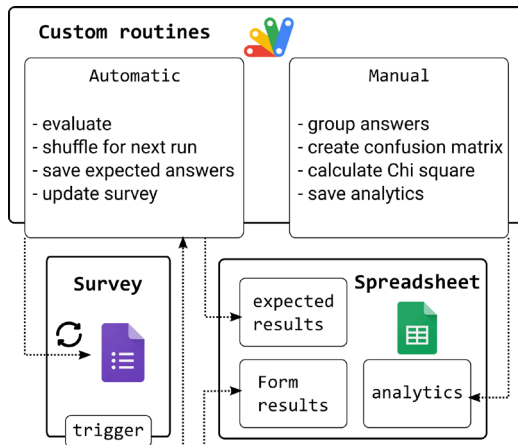 Custom routines
Automatic
- evaluate
- shuffle for next run
- save expected answers
- update survey
Manual
- group answers
- create confusion matrix
- calculate Chi square
- save analytics
Survey
trigger
Spreadsheet
expected
results
Form
results
analytics